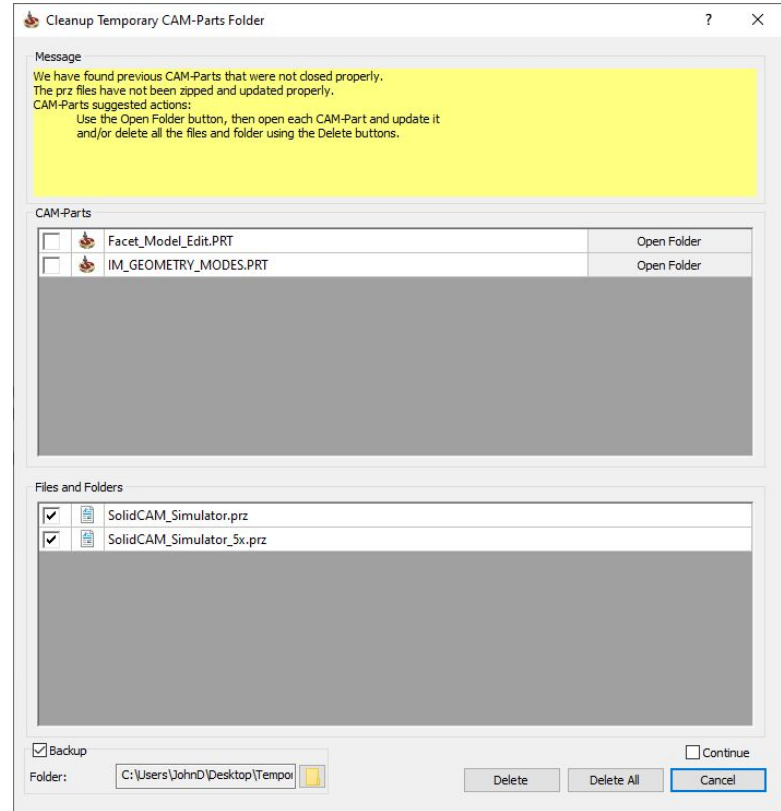 Cleanup Temporary CAM-Parts Folder
?
Message
We have found previous CAM-Parts that were not closed properly.
The prz files have not been zipped and updated properly.
CAM-Parts suggested actions:
Use the Open Folder button, then open each CAM-Part and update it
and/or delete all the files and folder using the Delete buttons.
CAM-Parts
Facet_Model_Edit.PRT Open Folder
IM_GEOMETRY_MODES.PRT Open Folder
Files and Folders
SolidCAM_Simulator.prz
SolidCAM_Simulator_5x.prz
Backup
Continue
Folder: C:\Users\JohnD\Desktop\Tempor
Delete Delete All Cancel